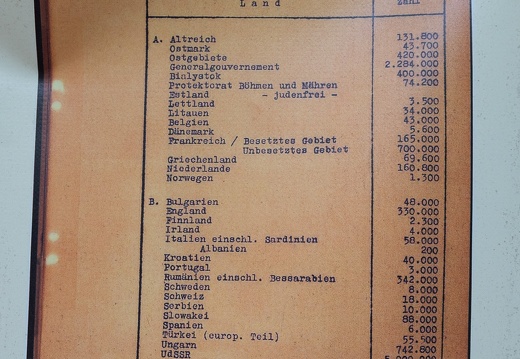 Land Zahl
A. Altreich 131.800
Ostmark 43.700
Ostgebiete 420.000
Generalgouvernement 2.284.000
Bialystok 400.000
Protektorat Böhmen und Mähren 74.200
Estland - judenfrei -
Lettland 3.500
Litauen 34.000
Belgien 43.000
Dänemark 5.600
Frankreich / Besetztes Gebiet 165.000
Unbesetztes Gebiet 700.000
Griechenland 69.600
Niederlande 160.800
Norwegen 1.300
B. Bulgarien 48.000
England 330.000
Finnland 2.300
Irland 4.000
Italien einschl. Sardinien 58.000
Albanien 200
Kroatien 40.000
Portugal 3.000
Rumänien einschl. Bessarabien 342.000
Schweden 8.000
Schweiz 18.000
Serbien 10.000
Slowakei 88.000
Spanien 6.000
Türkei (europ. Teil) 55.500
Ungarn 742.800
UdSSR